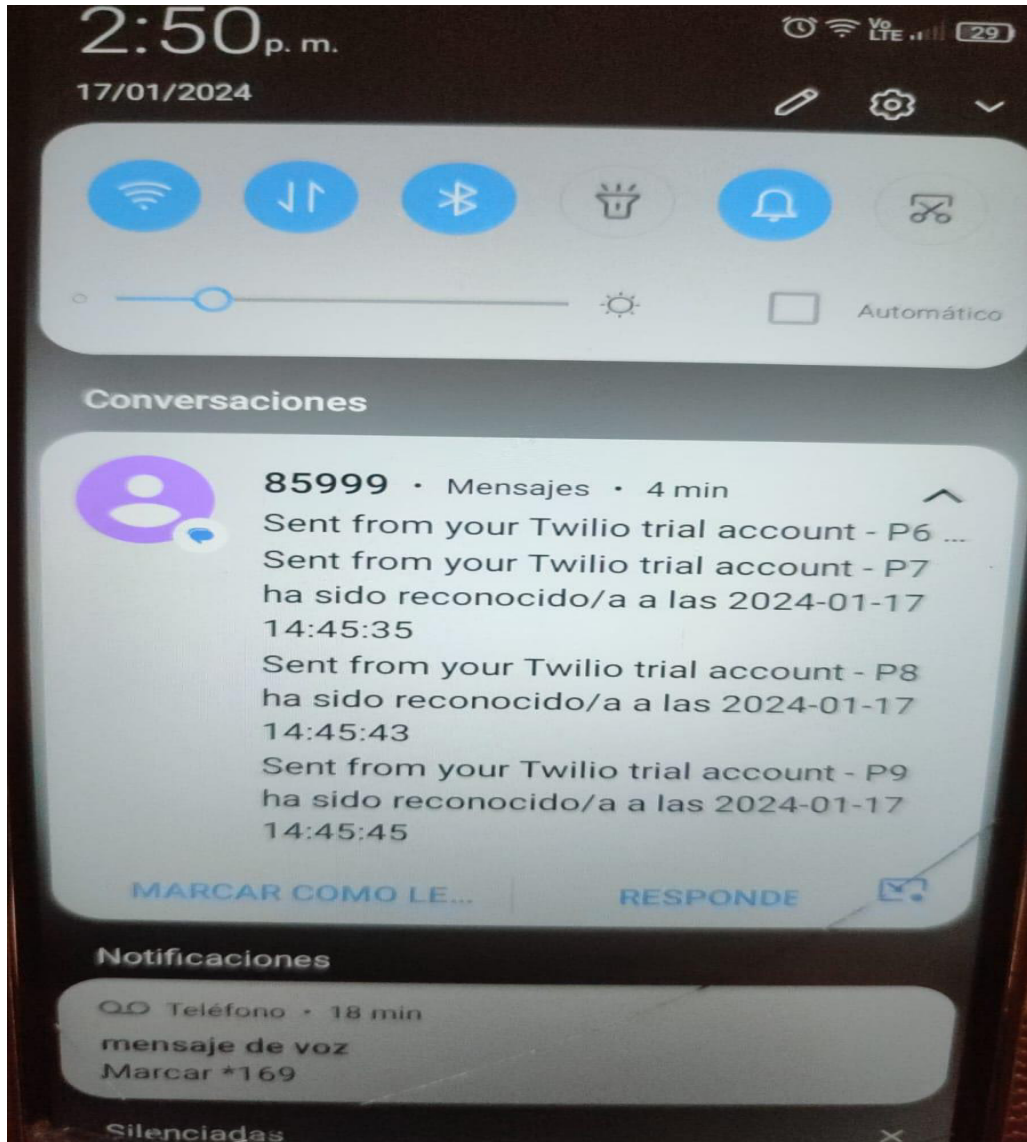 2:50 p. m.
Vo LTE 29
17/01/2024
Automático
Conversaciones
85999 • Mensajes • 4 min
Sent from your Twilio trial account - P6 ...
Sent from your Twilio trial account - P7
ha sido reconocido/a a las 2024-01-17
14:45:35
Sent from your Twilio trial account - P8
ha sido reconocido/a a las 2024-01-17
14:45:43
Sent from your Twilio trial account - P9
ha sido reconocido/a a las 2024-01-17
14:45:45
MARCAR COMO LE... RESPONDE
Notificaciones
Teléfono • 18 min
mensaje de voz
Marcar *169
Silenciadas